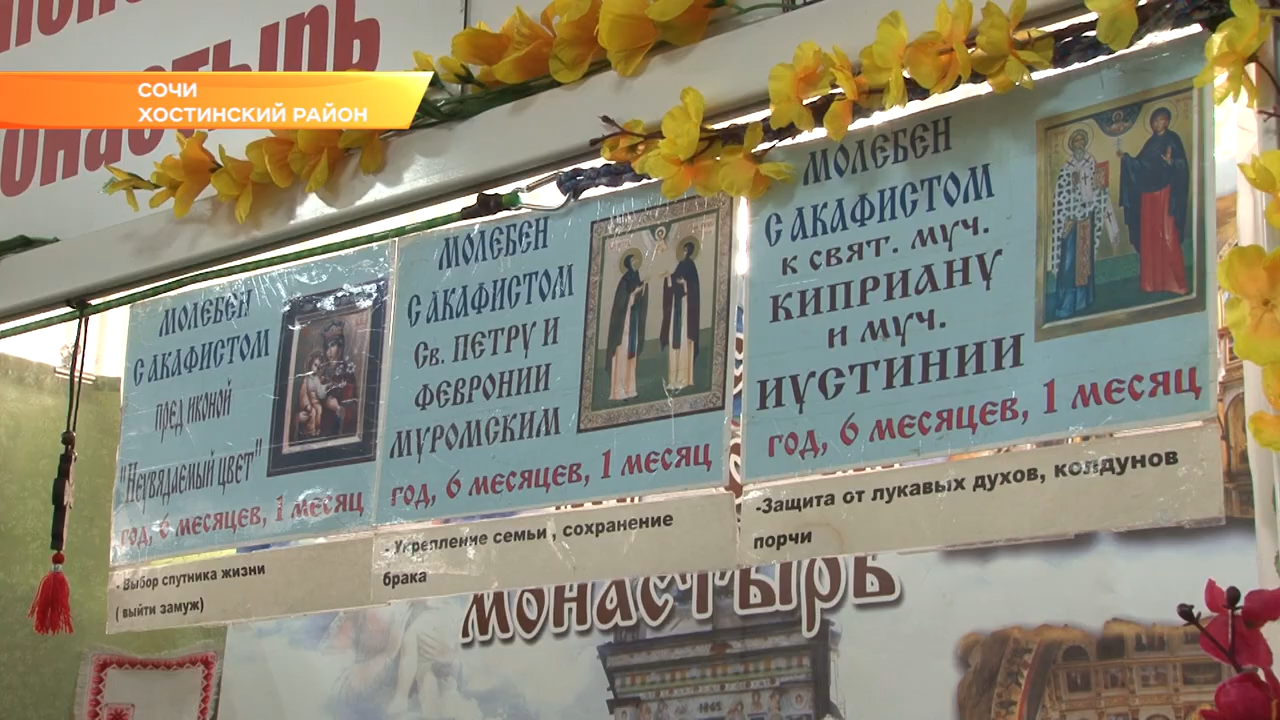 монастырь
СОЧИ
ХОСТИНСКИЙ РАЙОН
МОЛЕБЕН
С АКАФИСТОМ
ПРЕД ИКОНОЙ
"Неувядаемый цвет"
год, 6 месяцев, 1 месяц
- Выбор спутника жизни
( выйти замуж)
МОЛЕБЕН
С АКАФИСТОМ
Св. ПЕТРУ И
ФЕВРОНИИ
МУРОМСКИМ
год, 6 месяцев, 1 месяц
- Укрепление семьи , сохранение
брака
МОЛЕБЕН
С АКАФИСТОМ
к свят. муч.
КИПРИАНУ
и муч.
ИУСТИНИИ
год, 6 месяцев, 1 месяц
-Защита от лукавых духов, колдунов
порчи
монастырь
1865